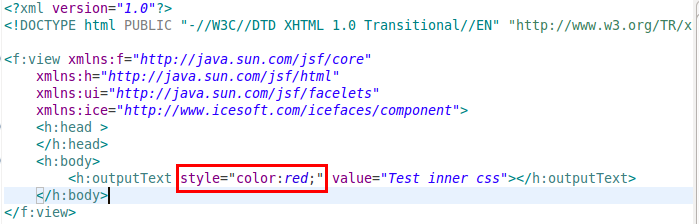 <?xml version="1.0"?>
<!DOCTYPE html PUBLIC "-//W3C//DTD XHTML 1.0 Transitional//EN" "http://www.w3.org/TR/x
<f:view xmlns:f="http://java.sun.com/jsf/core"
xmlns:h="http://java.sun.com/jsf/html"
xmlns:ui="http://java.sun.com/jsf/facelets"
xmlns:ice="http://www.icesoft.com/icefaces/component">
<h:head >
</h:head>
<h:body>
<h:outputText style="color:red;" value="Test inner css"></h:outputText>
</h:body>
</f:view>